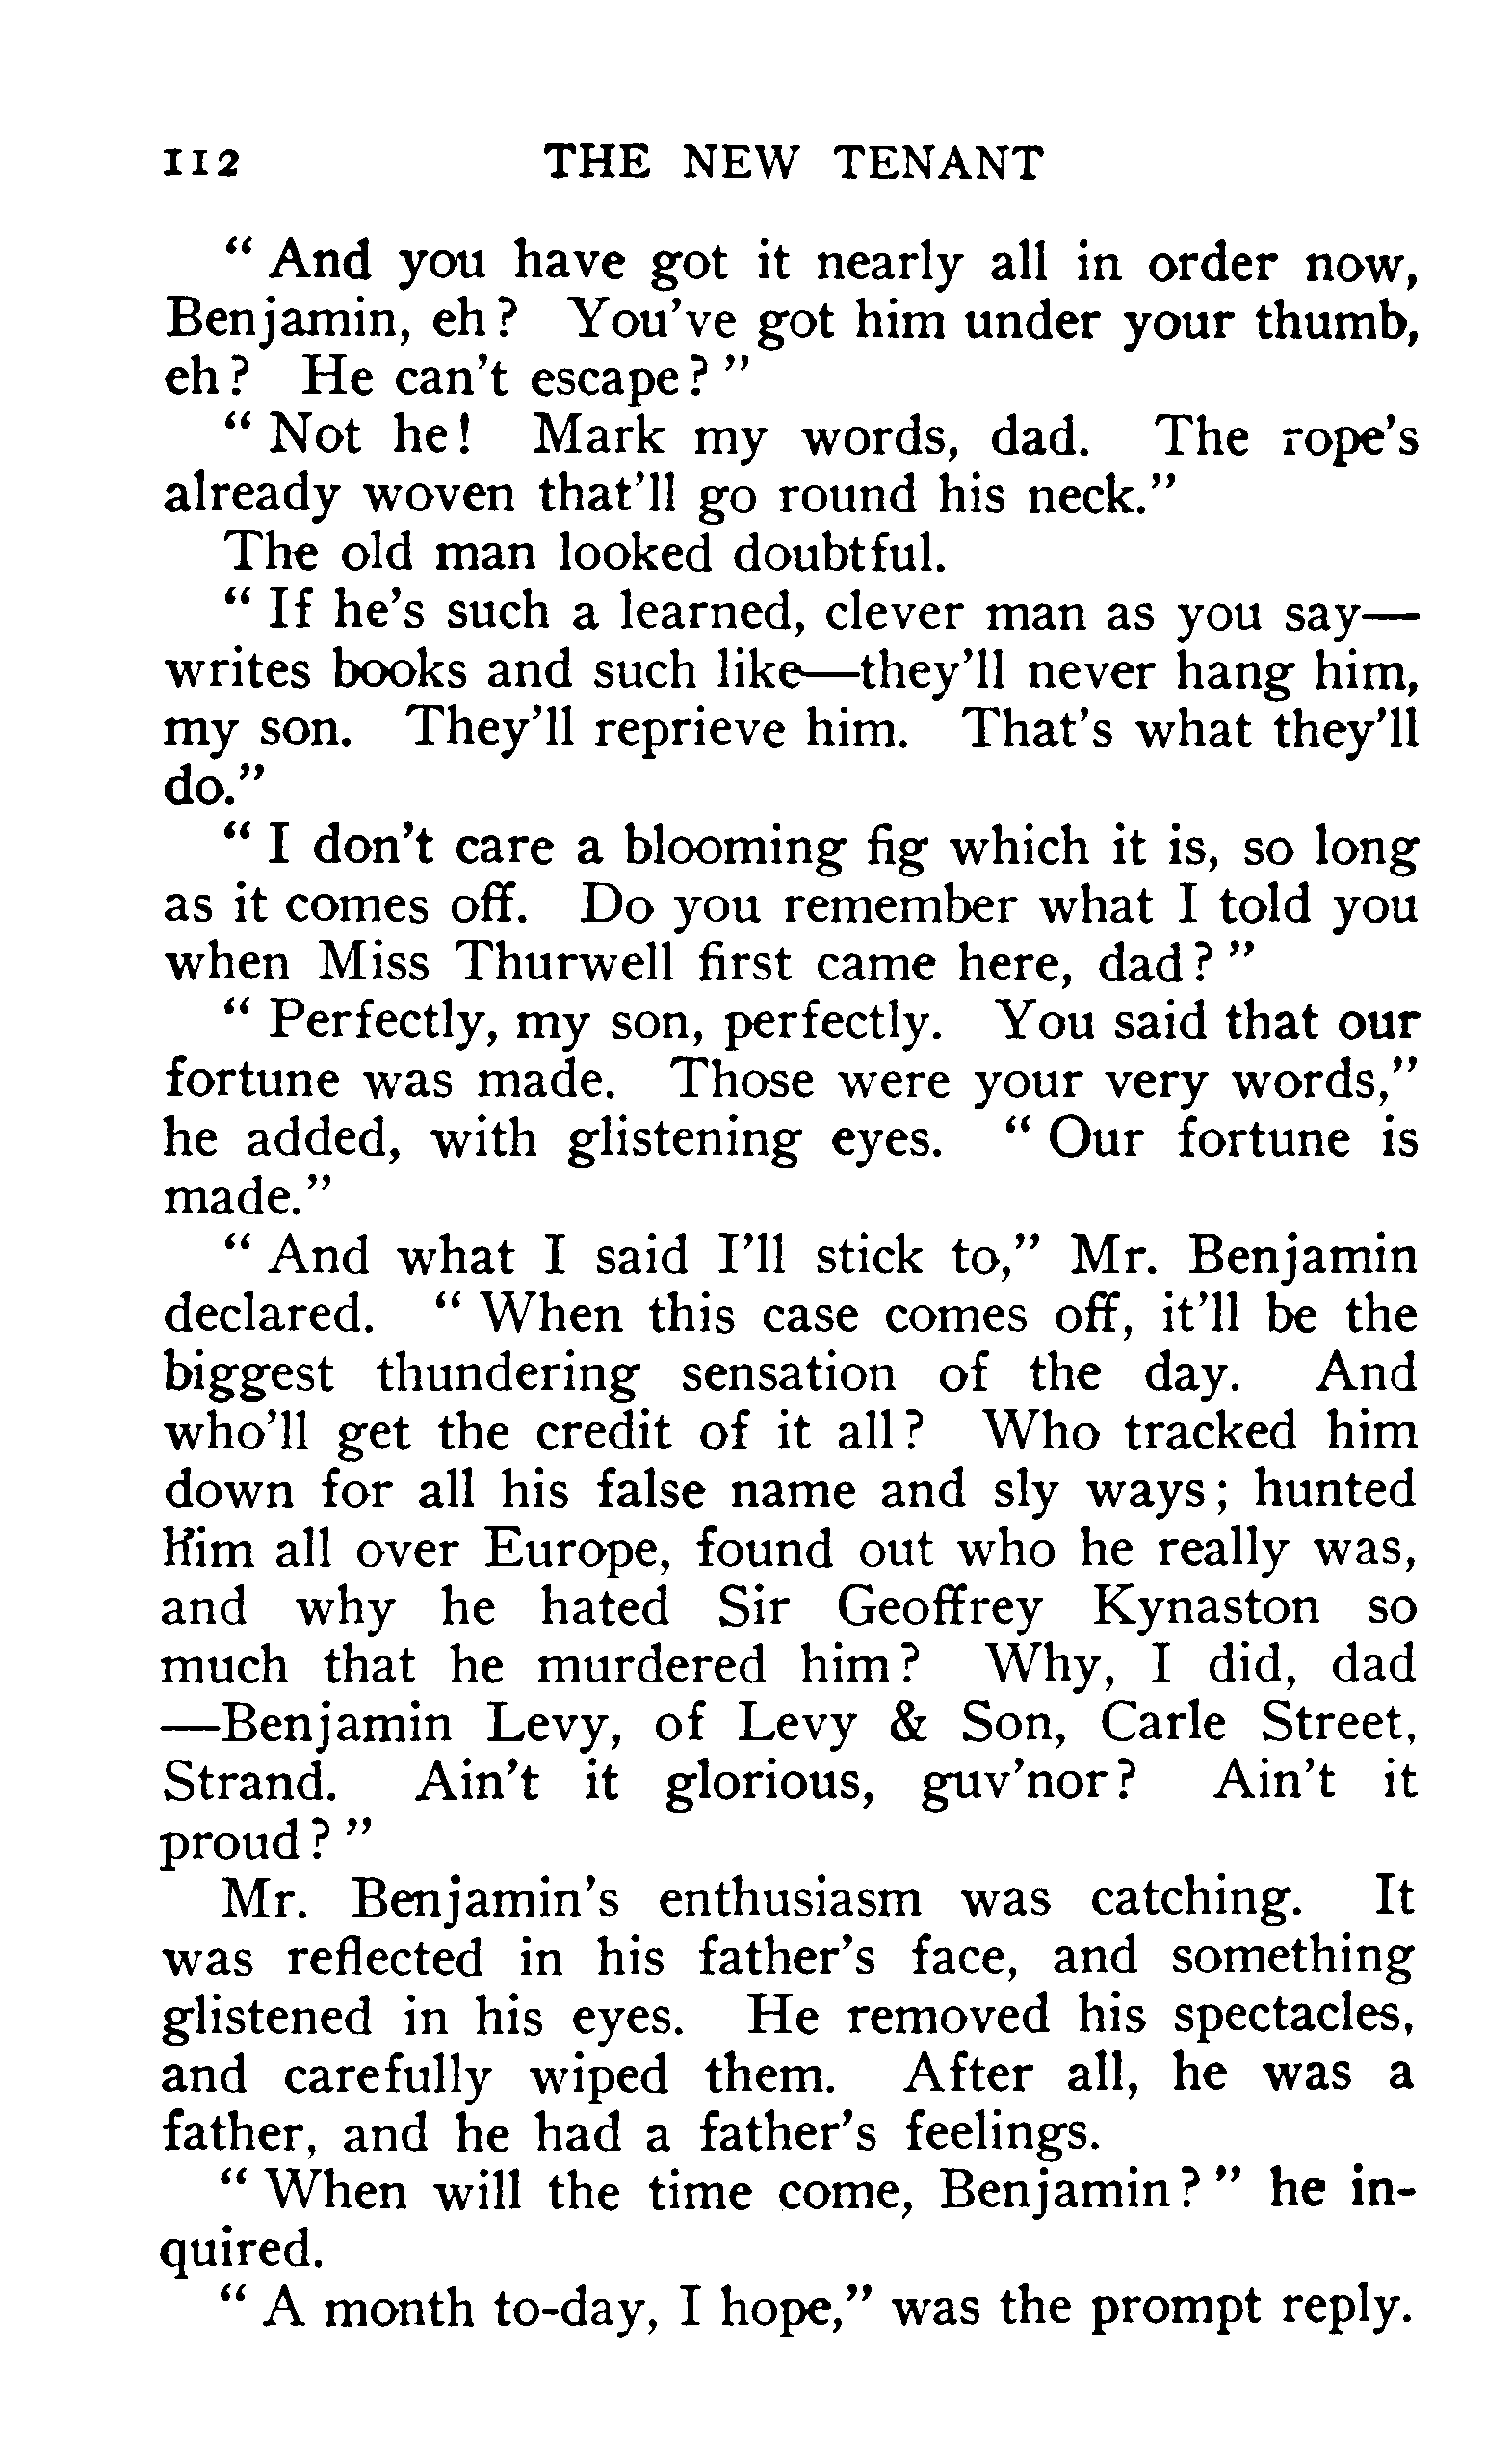 112 THE NEW TENANT
“ And you have got it nearly all in order now,
Benjamin, eh? You’ve got him under your thumb,
eh? He can’t escape?”
“ Not he! Mark my words, dad. The rope’s
already woven that’ll go round his neck.”
The old man looked doubtful.
“ If he’s such a learned, clever man as you say—
writes books and such like—they’ll never hang him,
my son. They’ll reprieve him. That’s what they’ll
do.”
“ I don’t care a blooming fig which it is, so long
as it comes off. Do you remember what I told you
when Miss Thurwell first came here, dad?”
“ Perfectly, my son, perfectly. You said that our
fortune was made. Those were your very words,”
he added, with glistening eyes. “ Our fortune is
made.”
“ And what I said I’ll stick to,” Mr. Benjamin
declared. “ When this case comes off, it’ll be the
biggest thundering sensation of the day. And
who’ll get the credit of it all? Who tracked him
down for all his false name and sly ways; hunted
him all over Europe, found out who he really was,
and why he hated Sir Geoffrey Kynaston so
much that he murdered him? Why, I did, dad
—Benjamin Levy, of Levy & Son, Carle Street,
Strand. Ain’t it glorious, guv’nor? Ain’t it
proud?”
Mr. Benjamin’s enthusiasm was catching. It
was reflected in his father’s face, and something
glistened in his eyes. He removed his spectacles,
and carefully wiped them. After all, he was a
father, and he had a father’s feelings.
“ When will the time come, Benjamin?” he in-
quired.
“ A month to-day, I hope,” was the prompt reply.